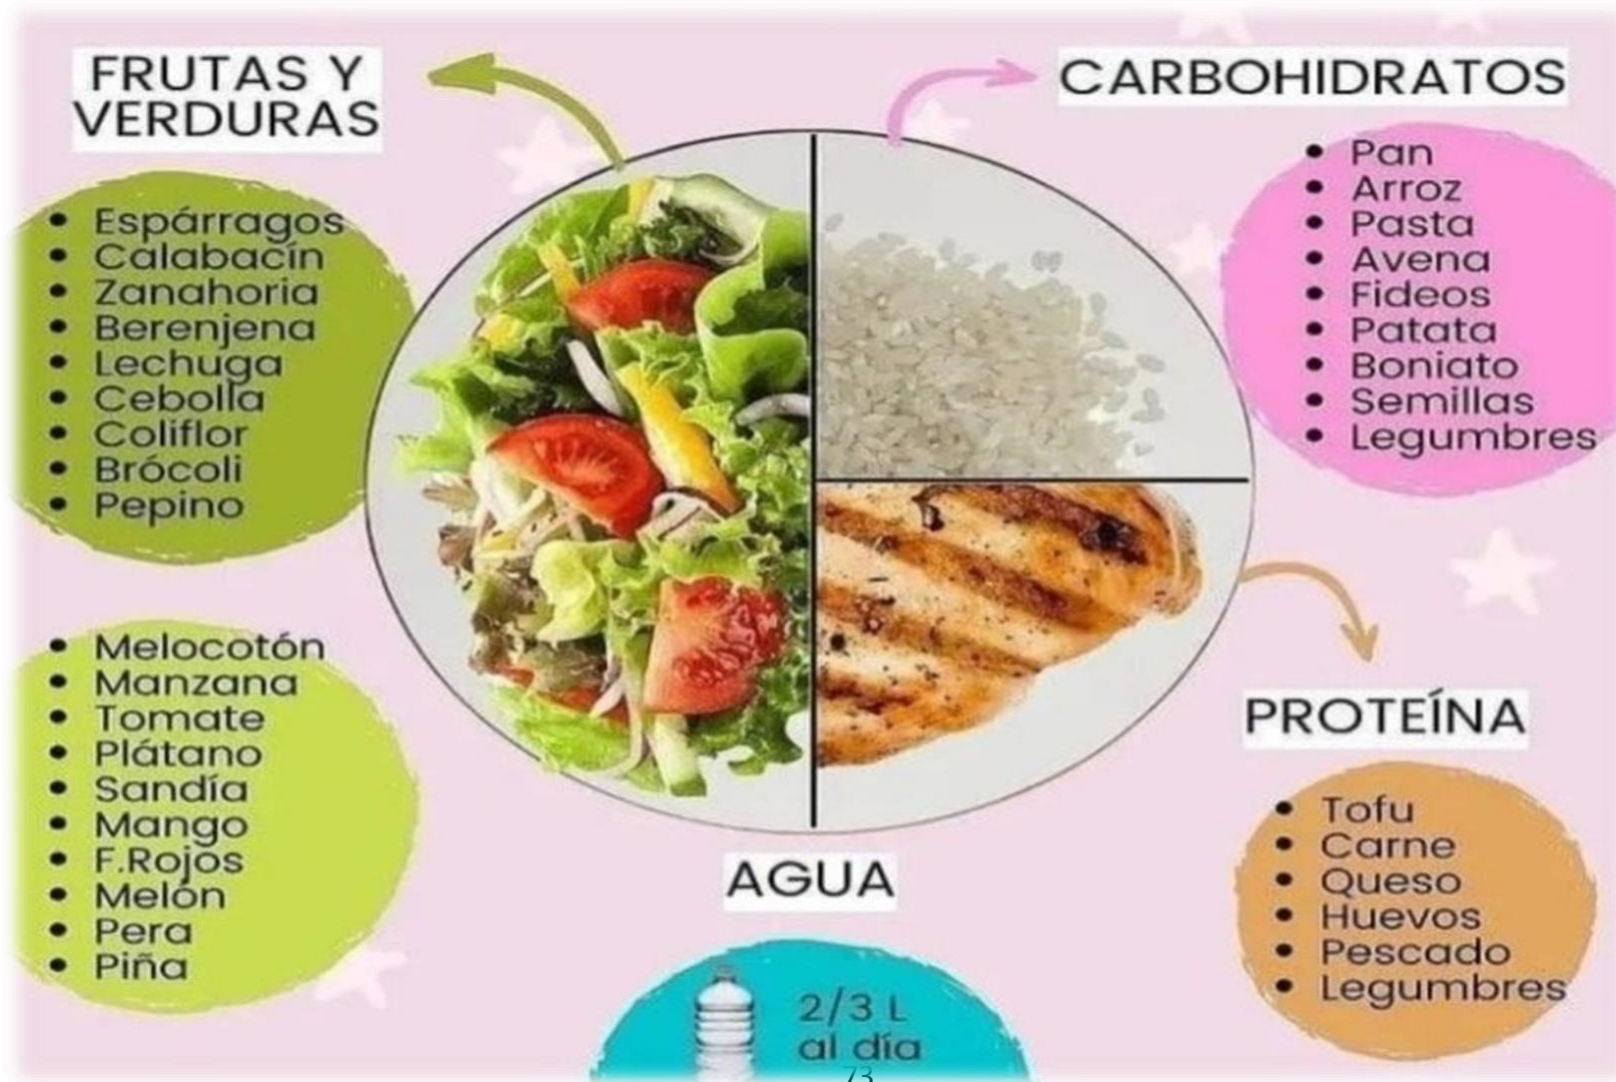 FRUTAS Y
VERDURAS
• Espárragos
• Calabacín
• Zanahoria
• Berenjena
• Lechuga
• Cebolla
• Coliflor
• Brócoli
• Pepino
• Melocotón
• Manzana
• Tomate
• Plátano
• Sandía
• Mango
• F.Rojos
• Melón
• Pera
• Piña
CARBOHIDRATOS
• Pan
• Arroz
• Pasta
• Avena
• Fideos
• Patata
• Boniato
• Semillas
• Legumbres
PROTEÍNA
• Tofu
• Carne
• Queso
• Huevos
• Pescado
• Legumbres
AGUA
2/3 L
al día
73